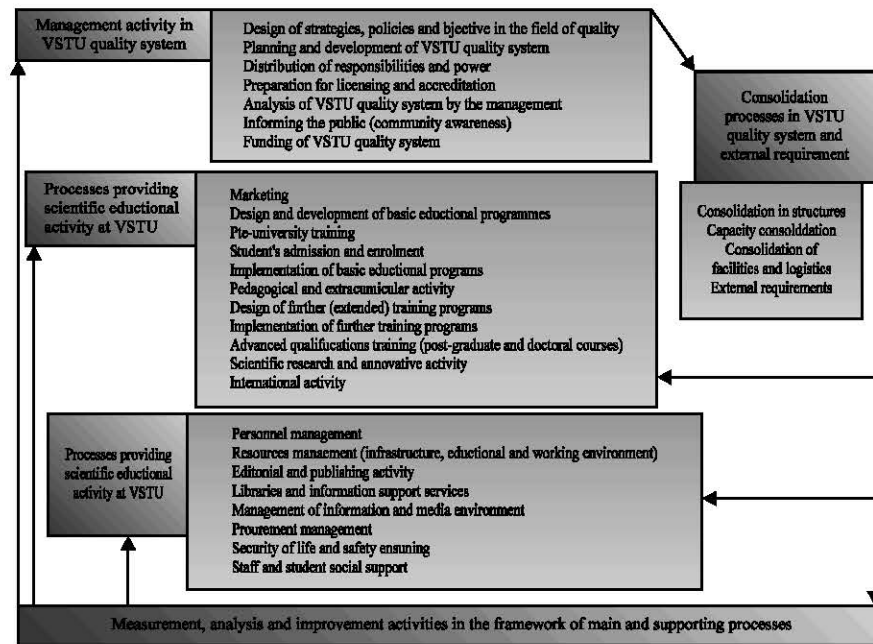 Management activity in
VSTU quality system
Design of strategies, policies and bjective in the field of quality
Planning and development of VSTU quality system
Distribution of responsibilities and power
Preparation for licensing and accreditation
Analysis of VSTU quality system by the management
Informing the public (community awareness)
Funding of VSTU quality system
Consolidation
processes in VSTU
quality system and
external requirement
Consolidation in structures
Capacity consolddation
Consolidation of
facilities and logistics
External requirements
Processes providing
scientific eductional
activity at VSTU
Marketing
Design and development of basic eductional programmes
Pte-university training
Student's admission and enrolment
Implementation of basic eductional programs
Pedagogical and extracumicular activity
Design of further (extended) training programs
Implementation of further training programs
Advanced qualifucations training (post-graduate and doctoral courses)
Scientific research and annovative activity
International activity
Processes providing
scientific eductional
activity at VSTU
Personnel management
Resources manacment (infrastructure, eductional and working environment)
Editonial and publishing activity
Libraries and information support services
Management of information and media environment
Procurement management
Security of life and safety ensuning
Staff and student social support
Measurement, analysis and improvement activities in the framework of main and supporting processes